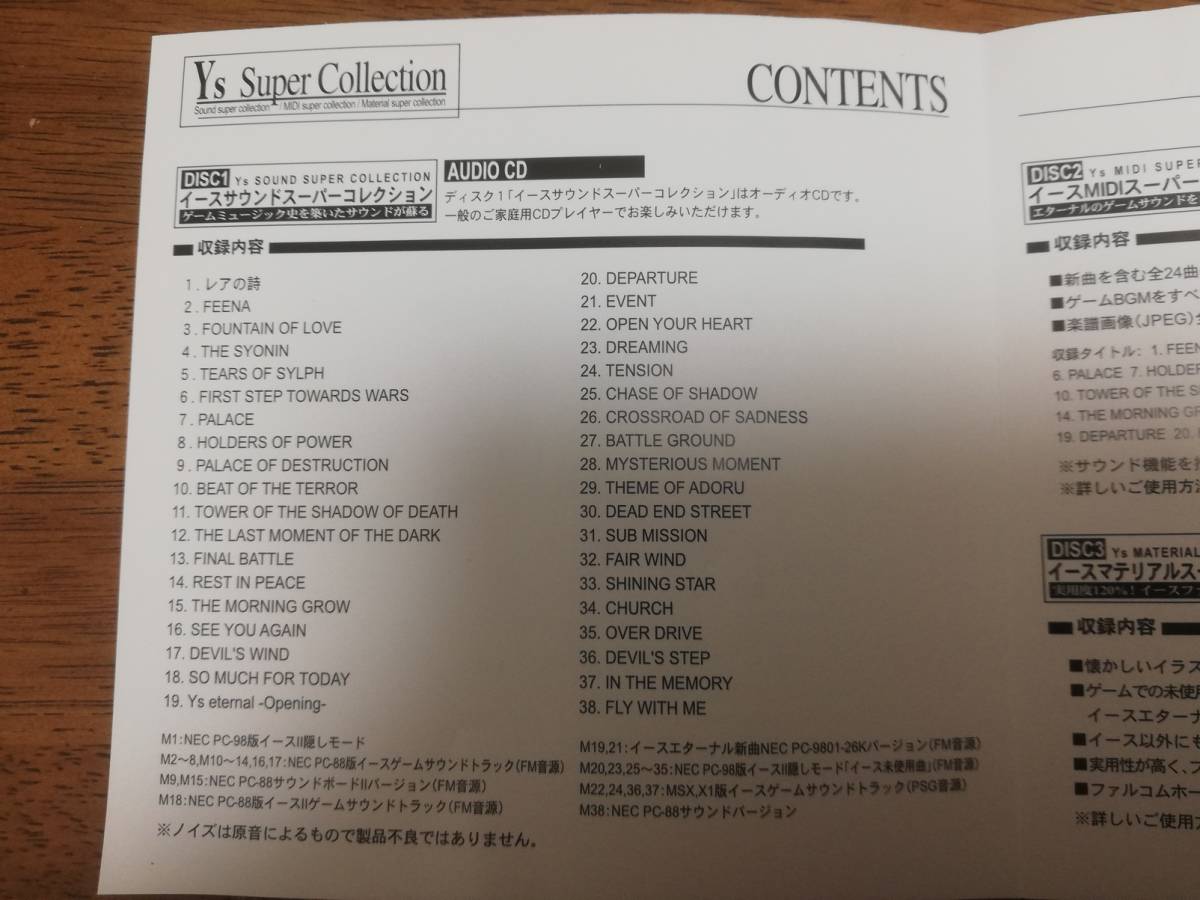 Ys Super Collection
Sound super collection / MIDI super collection / Material super collection
CONTENTS
DISC1 Ys SOUND SUPER COLLECTION
イースサウンドスーパーコレクション
ゲームミュージック史を築いたサウンドが蘇る
AUDIO CD
ディスク1「イースサウンドスーパーコレクション」はオーディオCDです。
一般のご家庭用CDプレイヤーでお楽しみいただけます。
■収録内容
1. レアの詩
2. FEENA
3. FOUNTAIN OF LOVE
4. THE SYONIN
5. TEARS OF SYLPH
6. FIRST STEP TOWARDS WARS
7. PALACE
8. HOLDERS OF POWER
9. PALACE OF DESTRUCTION
10. BEAT OF THE TERROR
11. TOWER OF THE SHADOW OF DEATH
12. THE LAST MOMENT OF THE DARK
13. FINAL BATTLE
14. REST IN PEACE
15. THE MORNING GROW
16. SEE YOU AGAIN
17. DEVIL'S WIND
18. SO MUCH FOR TODAY
19. Ys eternal -Opening-
20. DEPARTURE
21. EVENT
22. OPEN YOUR HEART
23. DREAMING
24. TENSION
25. CHASE OF SHADOW
26. CROSSROAD OF SADNESS
27. BATTLE GROUND
28. MYSTERIOUS MOMENT
29. THEME OF ADORU
30. DEAD END STREET
31. SUB MISSION
32. FAIR WIND
33. SHINING STAR
34. CHURCH
35. OVER DRIVE
36. DEVIL'S STEP
37. IN THE MEMORY
38. FLY WITH ME
M1:NEC PC-98版イースII隠しモード
M2~8,M10~14,16,17:NEC PC-88版イースゲームサウンドトラック(FM音源)
M9,M15:NEC PC-88サウンドボードIIバージョン(FM音源)
M18:NEC PC-88版イースIIゲームサウンドトラック(FM音源)
M19,21:イースエターナル新曲NEC PC-9801-26Kバージョン(FM音源)
M20,23,25~35:NEC PC-98版イースII隠しモード「イース未使用曲」(FM音源)
M22,24,36,37:MSX,X1版イースゲームサウンドトラック(PSG音源)
M38:NEC PC-88サウンドバージョン
※ノイズは原音によるもので製品不良ではありません。
DISC2 Ys MIDI SUPER
イースMIDIスーパー
エターナルのゲームサウンドを
■収録内容
■新曲を含む全24曲
■ゲームBGMをすべ
■楽譜画像(JPEG)全
収録タイトル: 1. FEEN
6. PALACE 7. HOLDER
10. TOWER OF THE S
14. THE MORNING GR
19. DEPARTURE 20.
※サウンド機能を
※詳しいご使用方法
DISC3 Ys MATERIAL
イースマテリアルス
実用度120%!イースファ
■収録内容
■懐かしいイラス
■ゲームでの未使用
イースエターナ
■イース以外にも
■実用性が高く、フ
■ファルコムホー
※詳しいご使用方